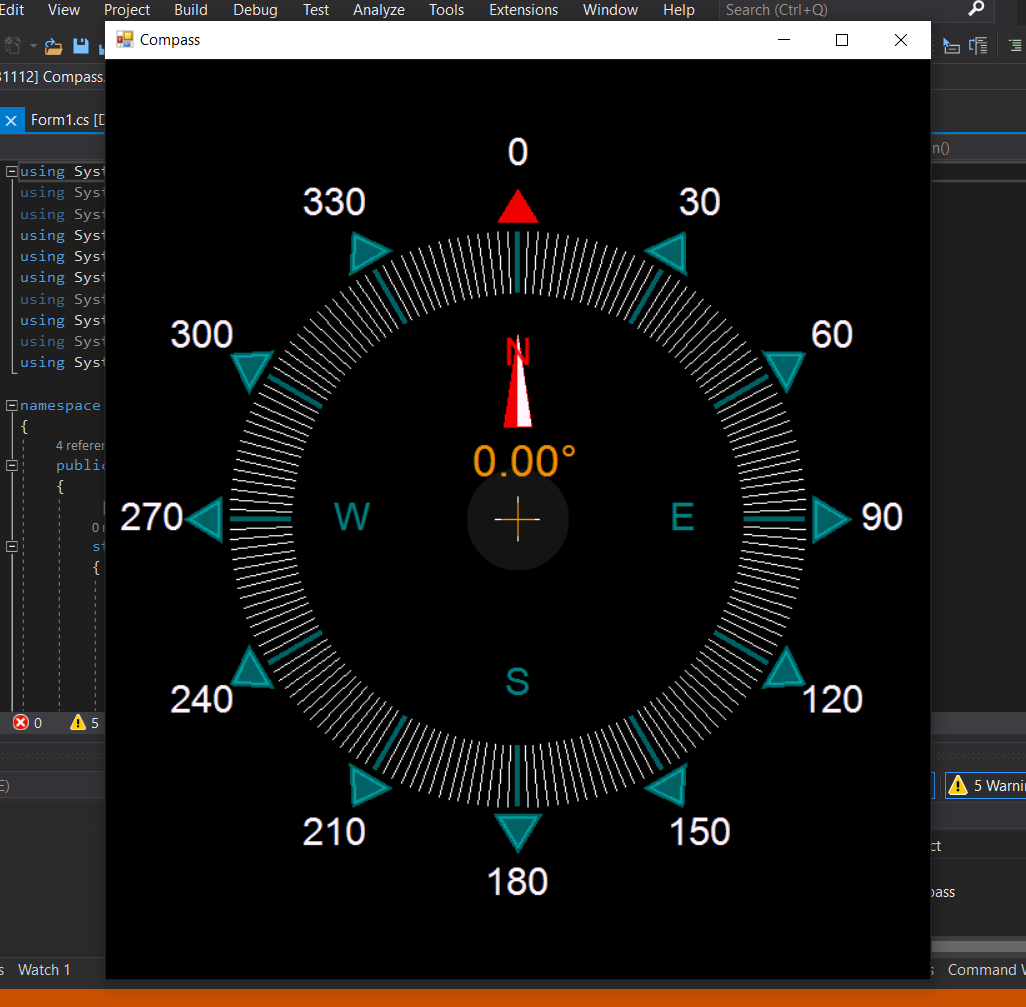 Edit View Project Build Debug Test Analyze Tools Extensions Window Help Search (Ctrl+Q)
Compass
31112] Compass.
Form1.cs [D
n()
using Syst
using Syst
using Syst
using Syst
using Syst
using Syst
using Syst
using Syst
using Syst
using Syst
namespace
{
4 referen
public
{
0 r
st
{
0
330 30
300 60
N
0.00°
270 W E 90
S
240 120
210 150
180
0 5
E)
5 Warnin
ct
pass
s Watch 1
s Command W